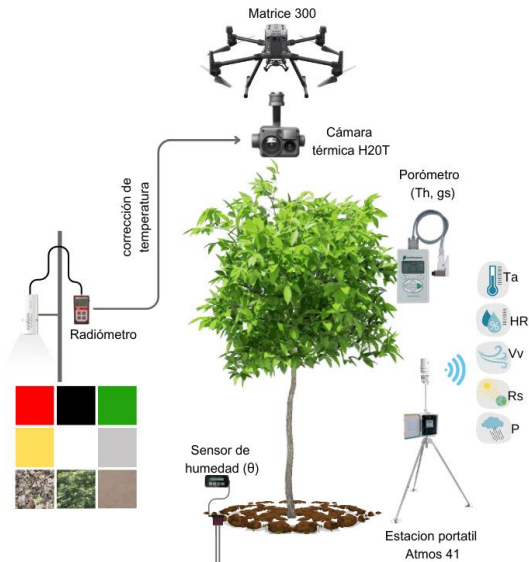 Matrice 300
Cámara
térmica H20T
corrección de
temperatura
Porómetro
(Th, gs)
Radiómetro
Ta
HR
%
Vv
Rs
P
Sensor de
humedad (θ)
Estacion portatil
Atmos 41